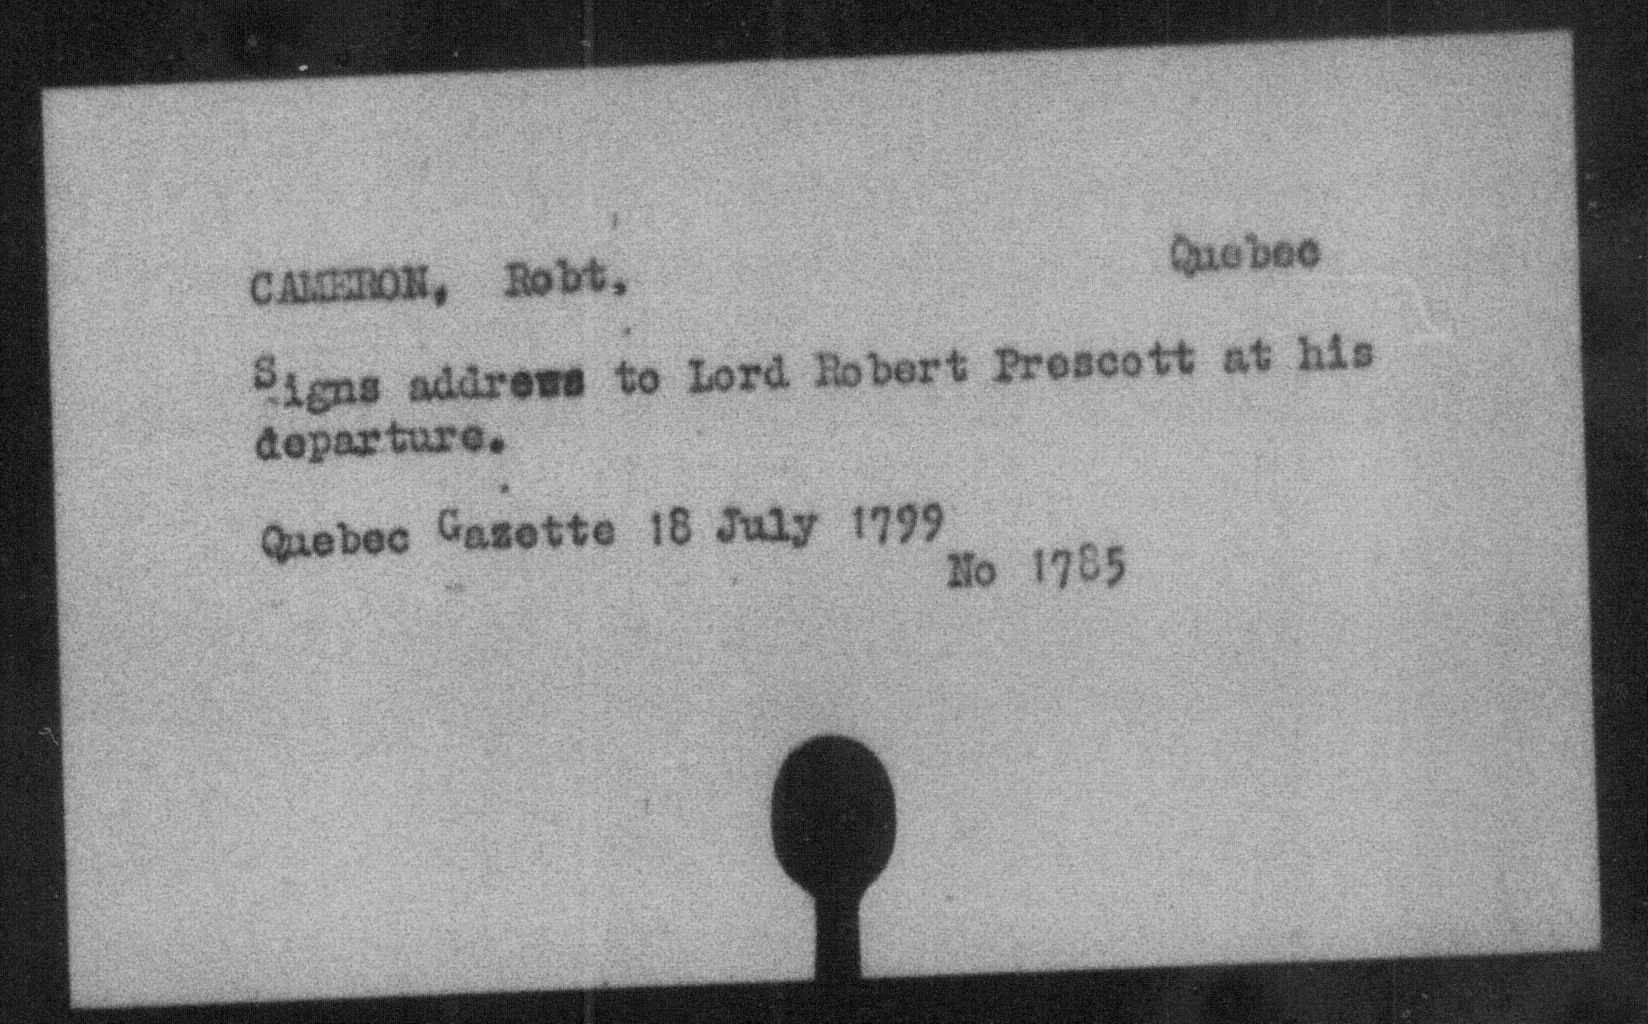 CAMERON, Robt. Quebec
Signs address to Lord Robert Prescott at his
departure.
Quebec Gazette 18 July 1799
No 1785